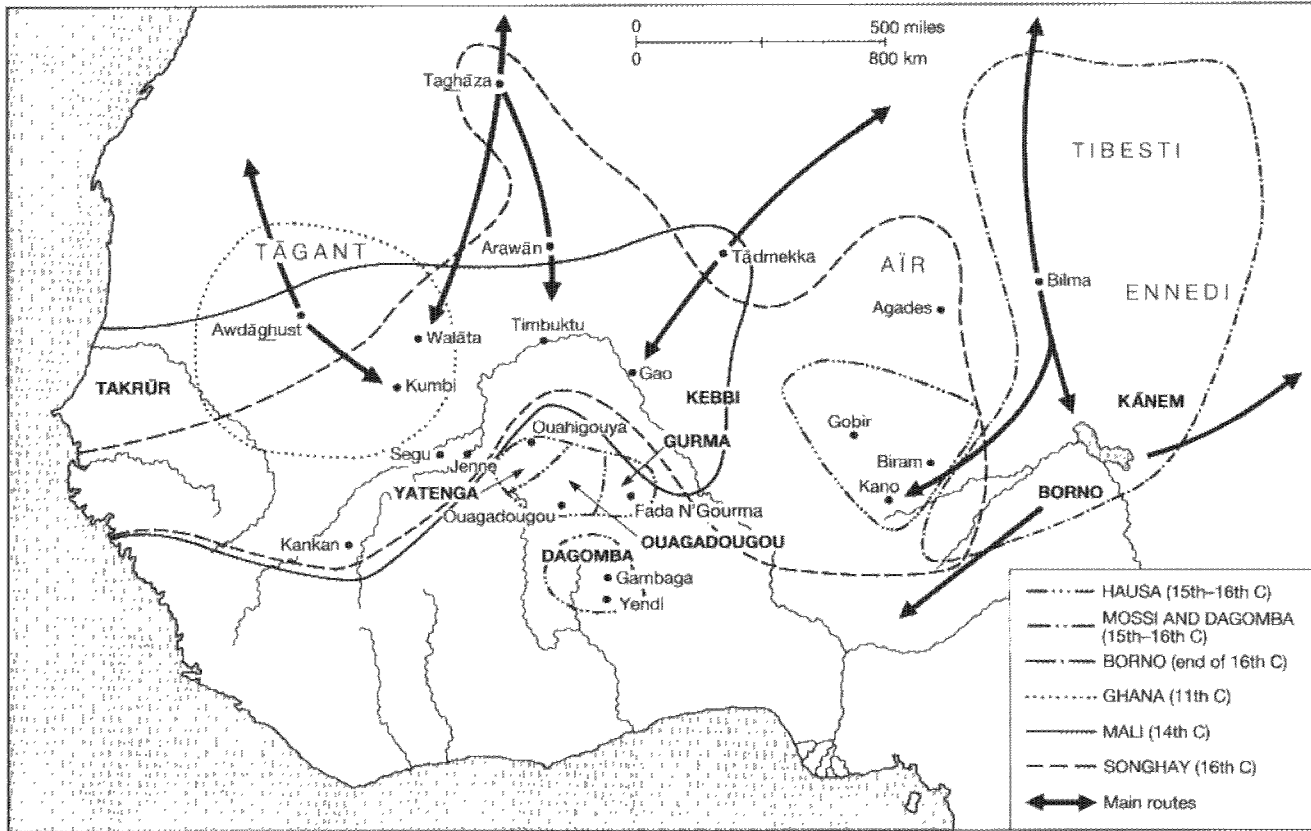 0 500 miles
0 800 km
Taghāza
TIBESTI
TĀGANT
Arawān
Tādmekka
AÏR
Bilma
ENNEDI
Agades
Awdāghust
Walāta
Timbuktu
Gao
TAKRŪR
Kumbi
KEBBI
KĀNEM
Ouahigouya
GURMA
Gobir
Segu
Jenne
Biram
YATENGA
Kano
BORNO
Ouagadougou
Fada N'Gourma
Kankan
DAGOMBA
OUAGADOUGOU
Gambaga
Yendi
HAUSA (15th–16th C)
MOSSI AND DAGOMBA
(15th–16th C)
BORNO (end of 16th C)
GHANA (11th C)
MALI (14th C)
SONGHAY (16th C)
Main routes